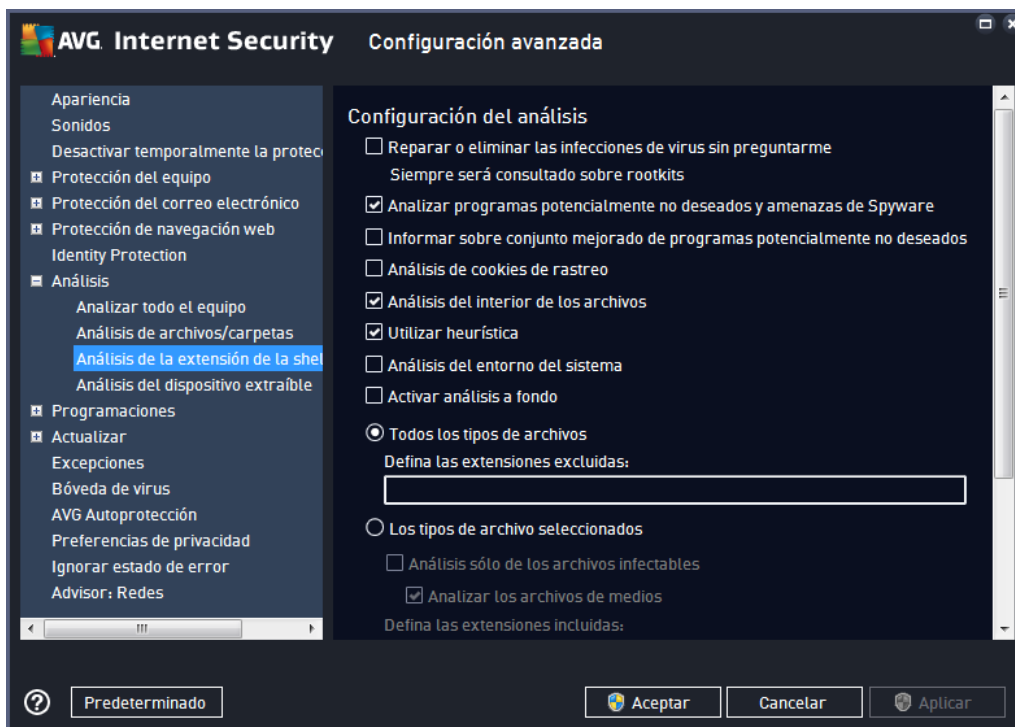 AVG. Internet Security Configuración avanzada
Apariencia
Sonidos
Desactivar temporalmente la protec
Protección del equipo
Protección del correo electrónico
Protección de navegación web
Identity Protection
Análisis
Analizar todo el equipo
Análisis de archivos/carpetas
Análisis de la extensión de la shel
Análisis del dispositivo extraíble
Programaciones
Actualizar
Excepciones
Bóveda de virus
AVG Autoprotección
Preferencias de privacidad
Ignorar estado de error
Advisor: Redes
Configuración del análisis
Reparar o eliminar las infecciones de virus sin preguntarme
Siempre será consultado sobre rootkits
Analizar programas potencialmente no deseados y amenazas de Spyware
Informar sobre conjunto mejorado de programas potencialmente no deseados
Análisis de cookies de rastreo
Análisis del interior de los archivos
Utilizar heurística
Análisis del entorno del sistema
Activar análisis a fondo
Todos los tipos de archivos
Defina las extensiones excluidas:
Los tipos de archivo seleccionados
Análisis sólo de los archivos infectables
Analizar los archivos de medios
Defina las extensiones incluidas:
Predeterminado
Aceptar
Cancelar
Aplicar